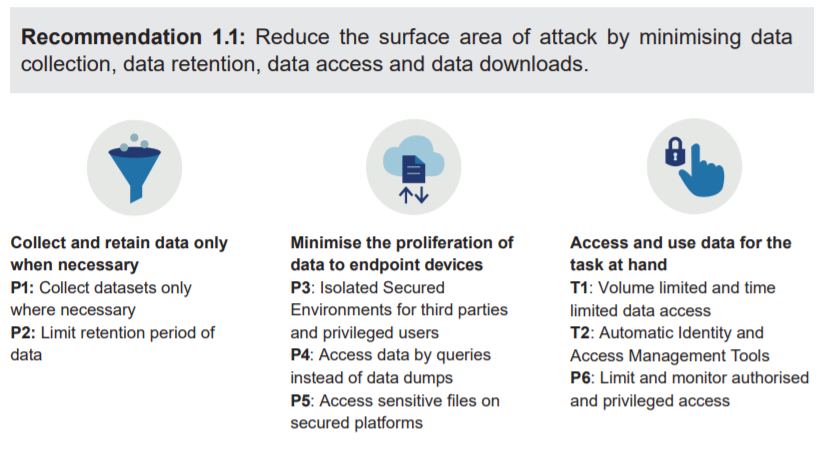 Recommendation 1.1: Reduce the surface area of attack by minimising data
collection, data retention, data access and data downloads.
Collect and retain data only
when necessary
P1: Collect datasets only
where necessary
P2: Limit retention period of
data
Minimise the proliferation of
data to endpoint devices
P3: Isolated Secured
Environments for third parties
and privileged users
P4: Access data by queries
instead of data dumps
P5: Access sensitive files on
secured platforms
Access and use data for the
task at hand
T1: Volume limited and time
limited data access
T2: Automatic Identity and
Access Management Tools
P6: Limit and monitor authorised
and privileged access